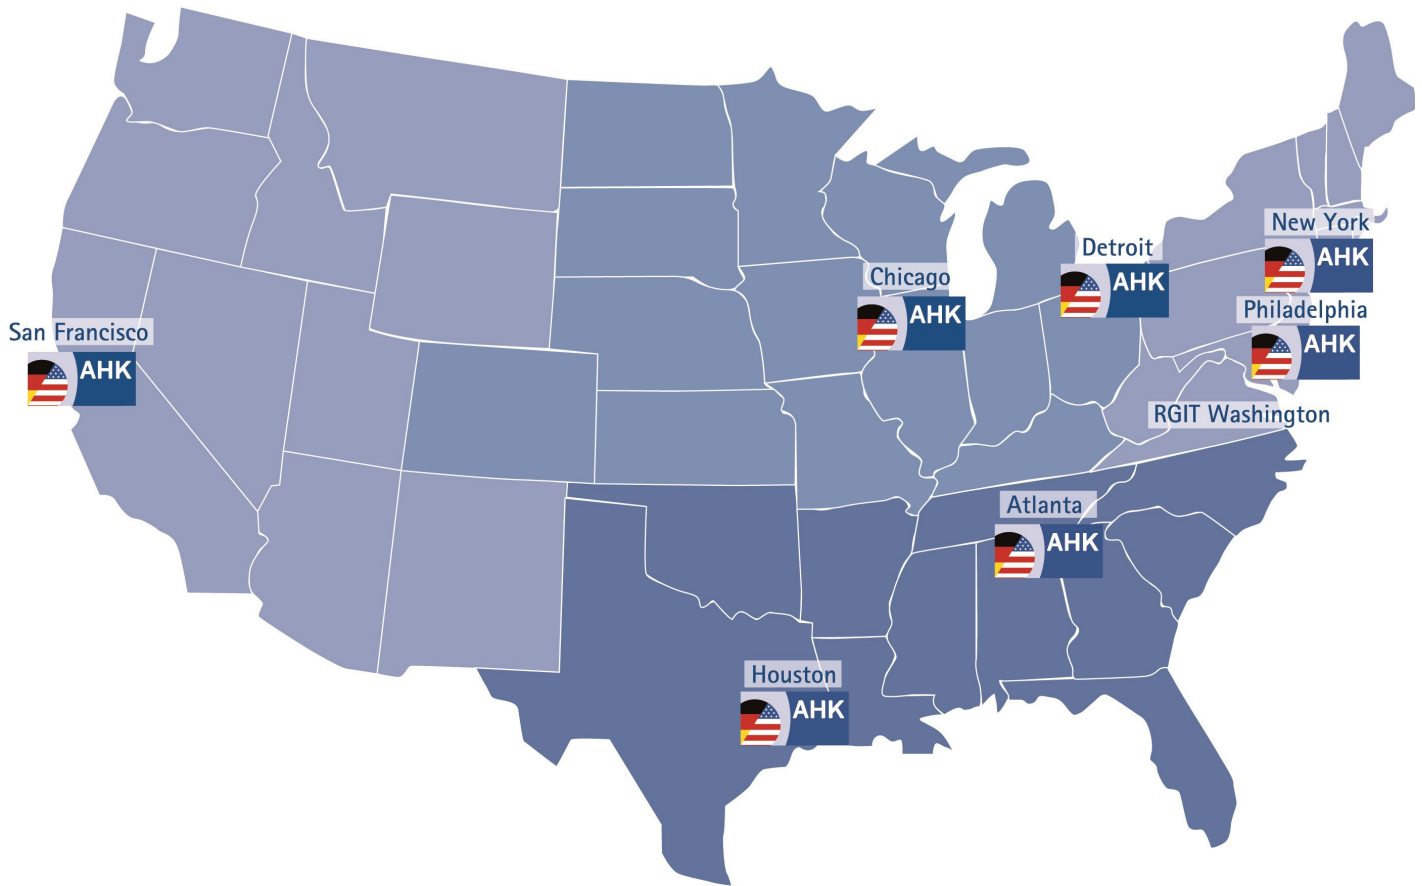 New York
AHK
Detroit
AHK
Chicago
AHK
Philadelphia
AHK
San Francisco
AHK
RGIT Washington
Atlanta
AHK
Houston
AHK